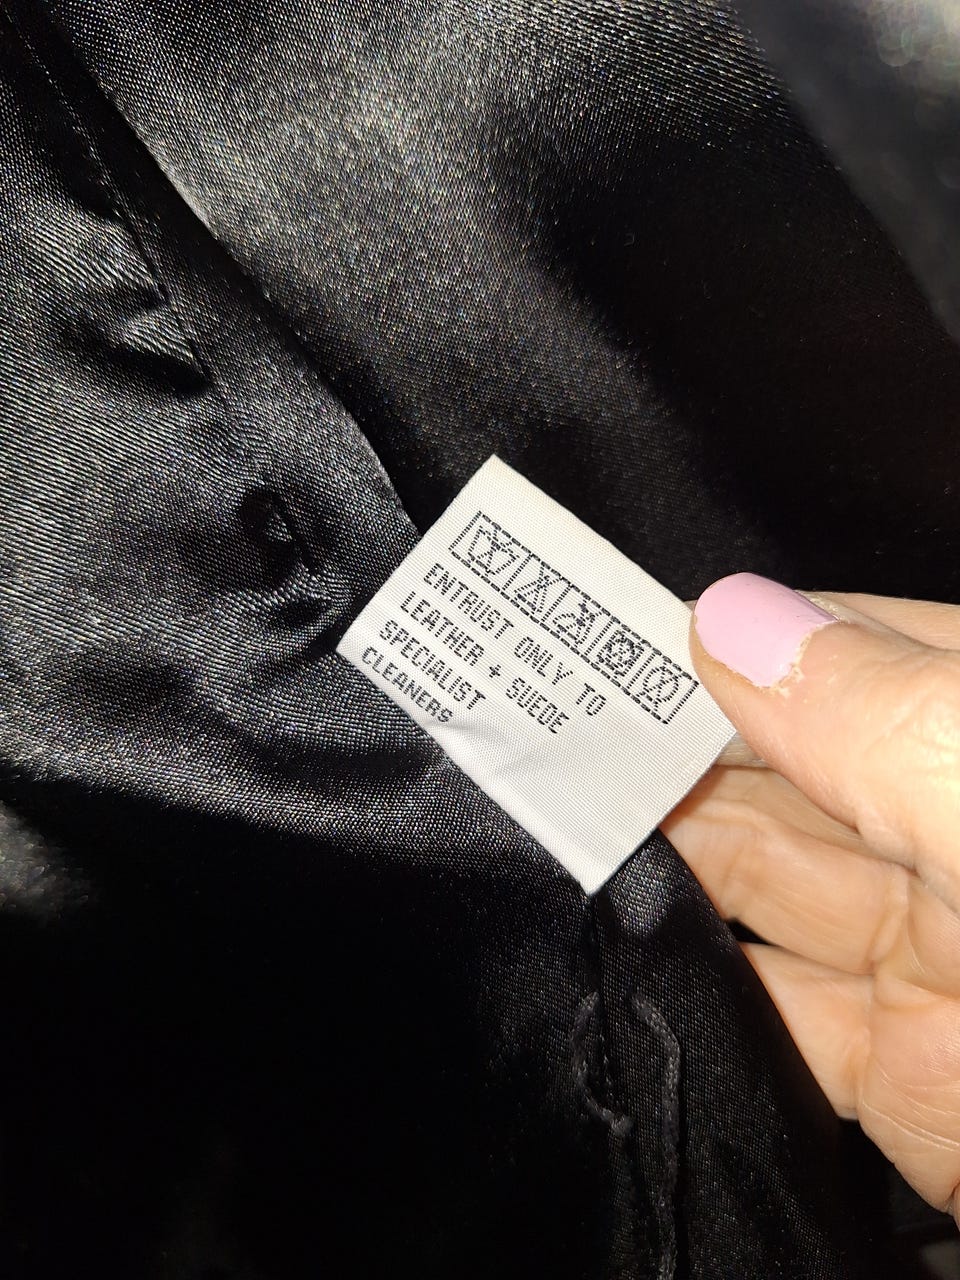 ENTRUST ONLY TO
LEATHER + SUEDE
SPECIALIST
CLEANERS